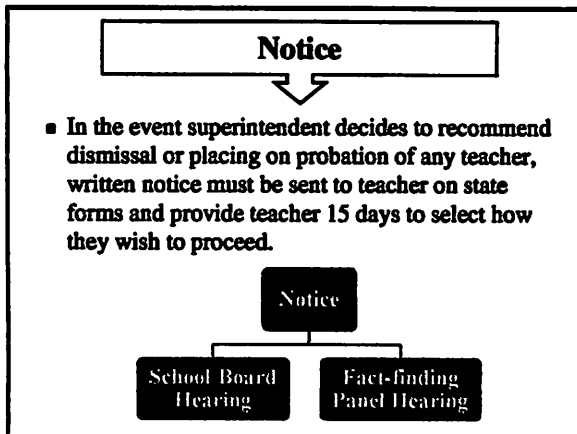 Notice
■ In the event superintendent decides to recommend
dismissal or placing on probation of any teacher,
written notice must be sent to teacher on state
forms and provide teacher 15 days to select how
they wish to proceed.
Notice
School Board
Hearing
Fact-finding
Panel Hearing